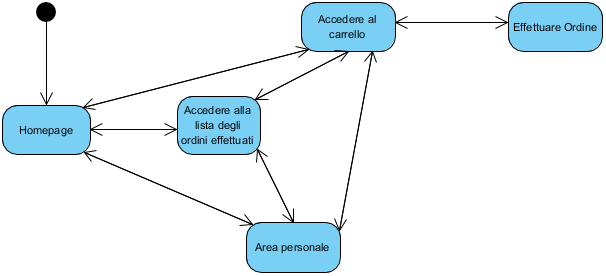 Accedere al
carrello
Effettuare Ordine
Homepage
Accedere alla
lista degli
ordini effettuati
Area personale